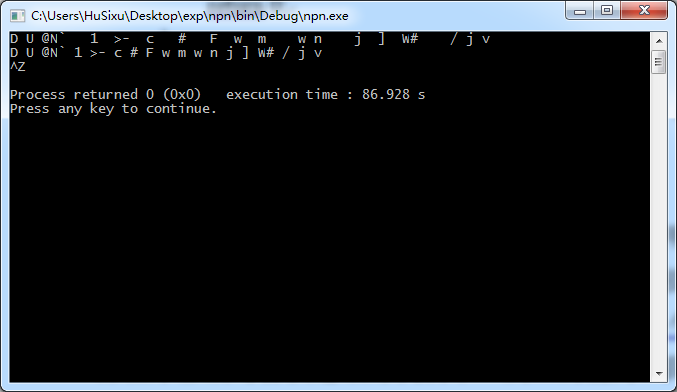 C:\Users\HuSixu\Desktop\exp\npn\bin\Debug\npn.exe
D U @N`   1  >-  c   #   F  w  m    w n    j  ]  W#    / j v
D U @N` 1 >- c # F w m w n j ] W# / j v
^Z

Process returned 0 (0x0)   execution time : 86.928 s
Press any key to continue.